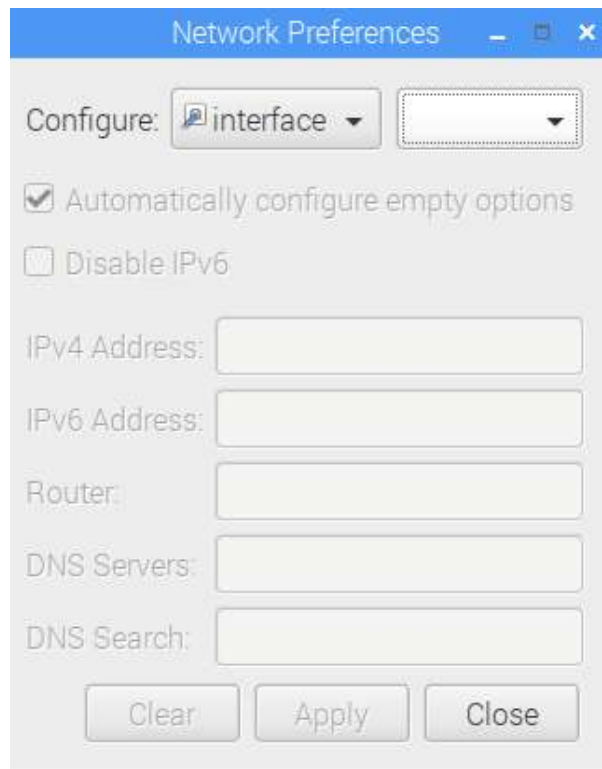 Network Preferences
Configure: interface
Automatically configure empty options
Disable IPv6
IPv4 Address:
IPv6 Address:
Router:
DNS Servers:
DNS Search:
Clear Apply Close